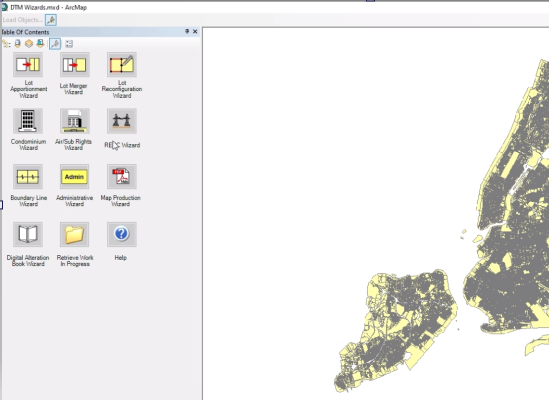 DTM Wizards.mxd - ArcMap
Load Objects...
Table Of Contents
Lot Apportionment Wizard
Lot Merger Wizard
Lot Reconfiguration Wizard
Condominium Wizard
Air/Sub Rights Wizard
Wizard
Boundary Line Wizard
Admin
Administrative Wizard
Map Production Wizard
Digital Alteration Book Wizard
Retrieve Work In Progress
Help